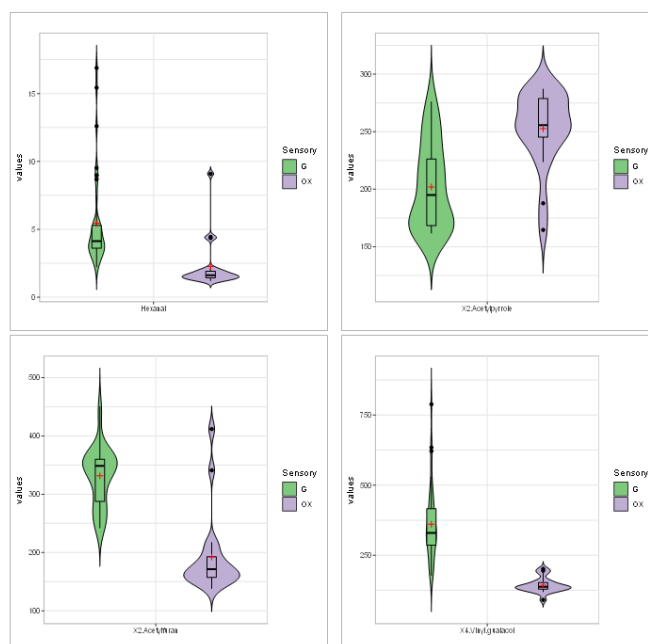 values
15
10
5
0
Hexanal
Sensory
G
OX
values
300
250
200
150
X2.Acetylpyrrole
Sensory
G
OX
values
500
400
300
200
100
X2.Acetylfuran
Sensory
G
OX
values
750
500
250
X4.Vinylguaiacol
Sensory
G
OX